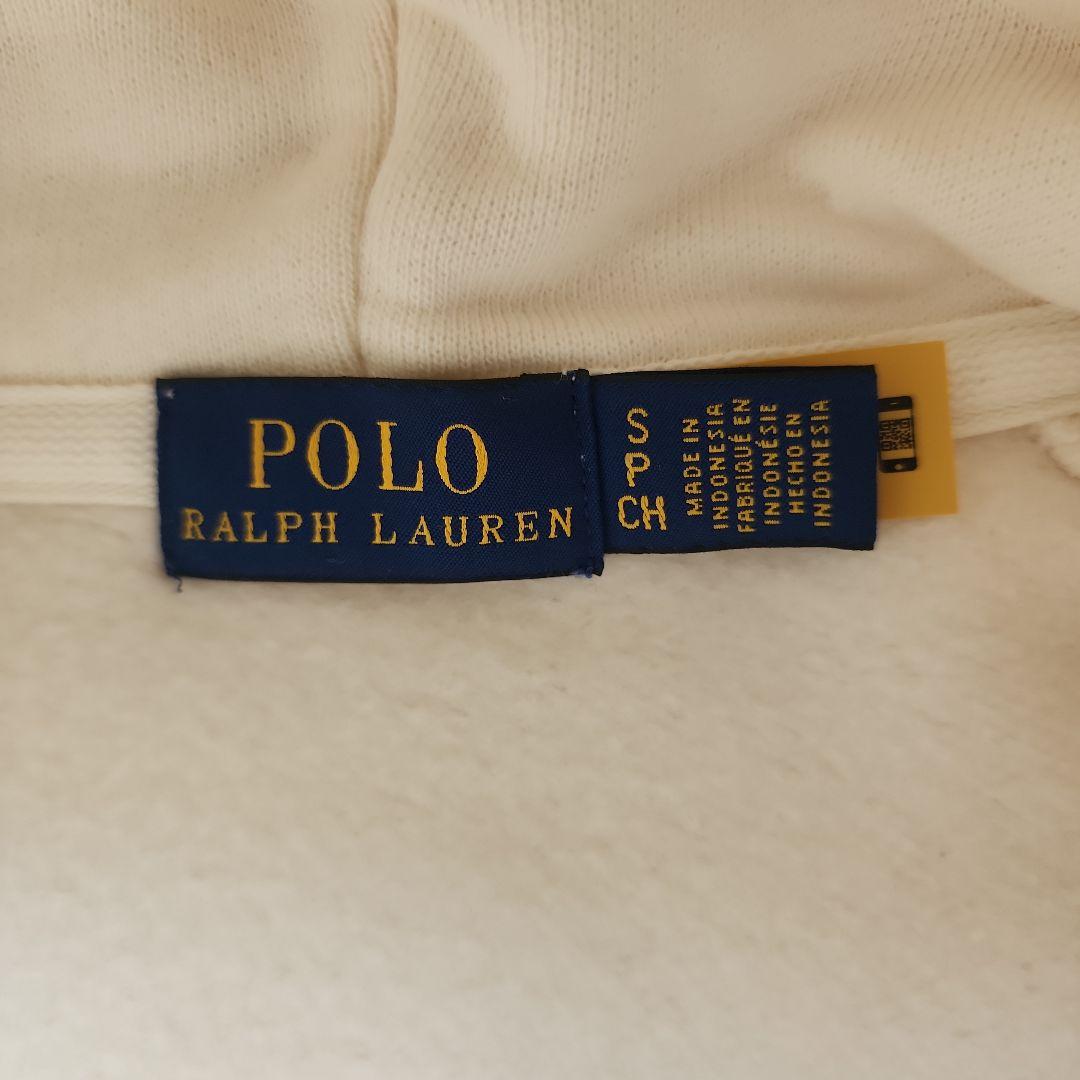 POLO
RALPH LAUREN
S
P
CH
MADE IN
INDONESIA
FABRIQUÉ EN
INDONÉSIE
HECHO EN
INDONESIA